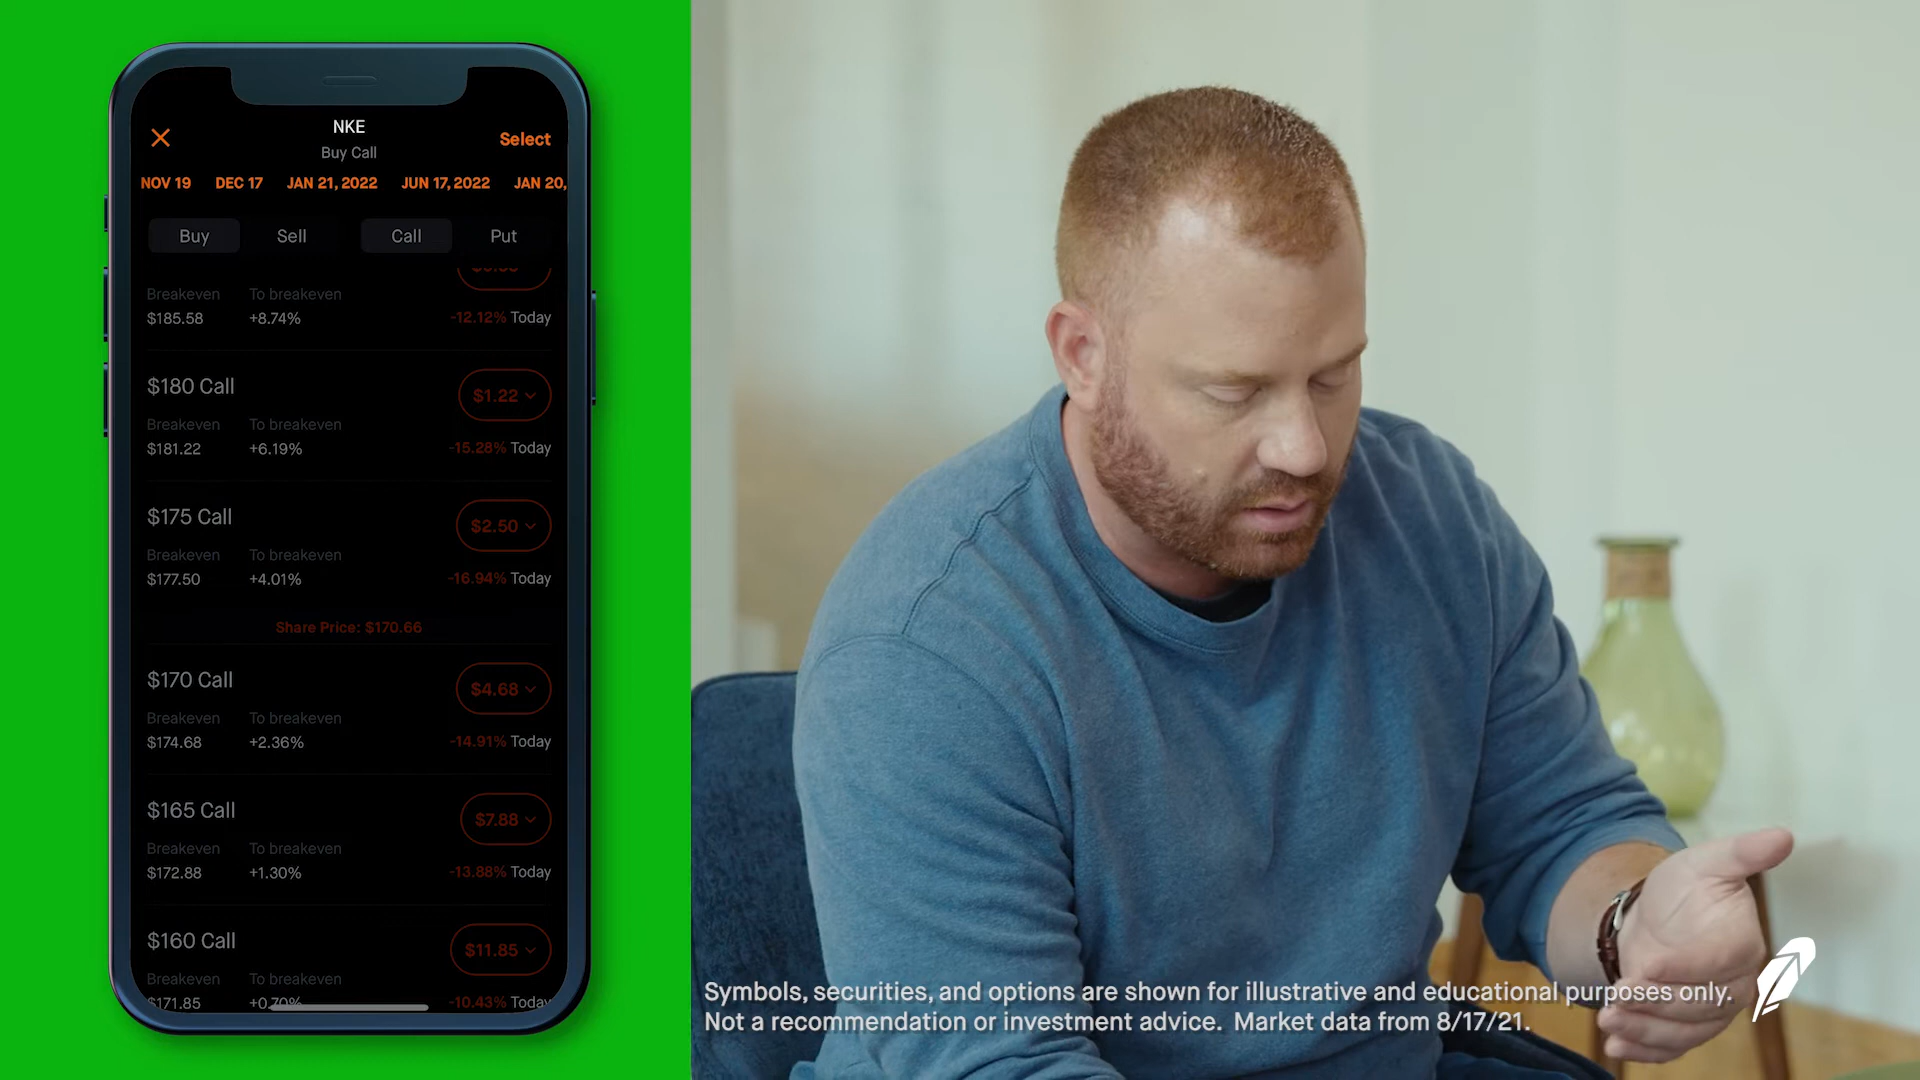 NKE
Select
Buy Call
NOV 19 DEC 17 JAN 21, 2022 JUN 17, 2022 JAN 20,
Buy Sell Call Put
Breakeven To breakeven
$185.58 +8.74% -12.12% Today
$180 Call $1.22
Breakeven To breakeven
$181.22 +6.19% -15.28% Today
$175 Call $2.50
Breakeven To breakeven
$177.50 +4.01% -16.94% Today
Share Price: $170.66
$170 Call $4.68
Breakeven To breakeven
$174.68 +2.36% -14.91% Today
$165 Call $7.88
Breakeven To breakeven
$172.88 +1.30% -13.88% Today
$160 Call $11.85
Breakeven To breakeven
$171.85 +0.70% -10.43% Today
Symbols, securities, and options are shown for illustrative and educational purposes only.
Not a recommendation or investment advice. Market data from 8/17/21.